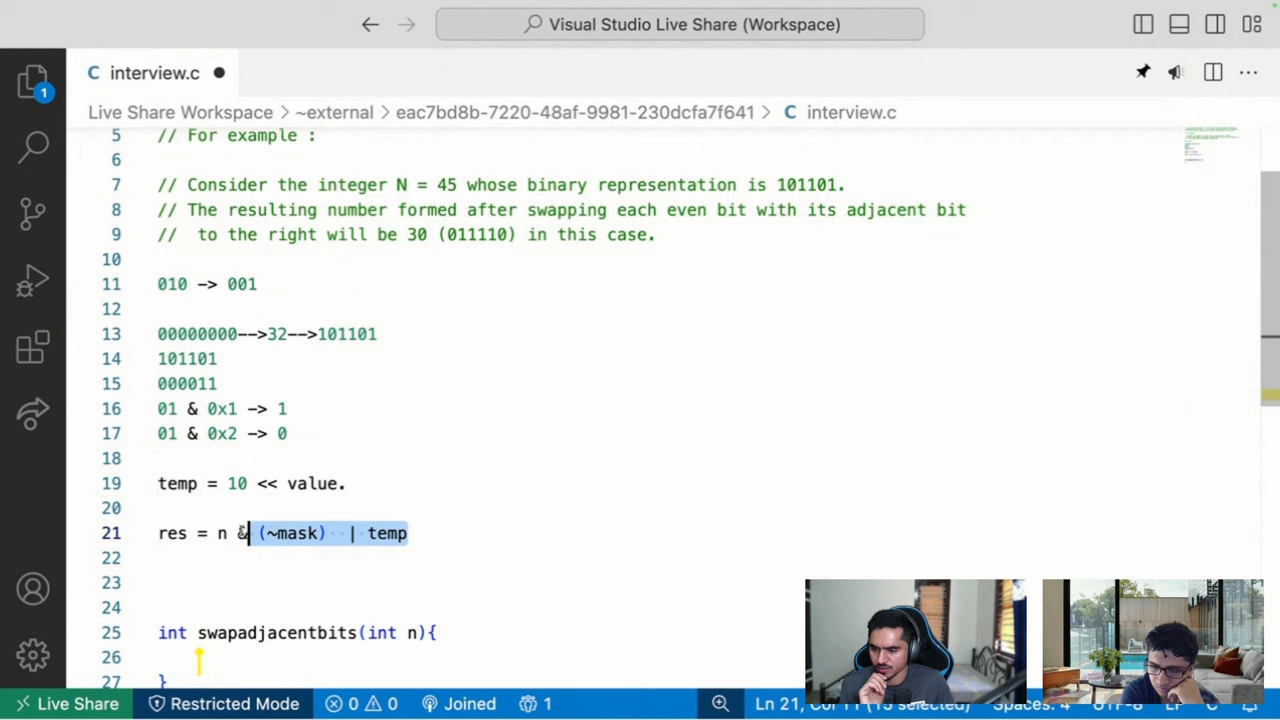 Visual Studio Live Share (Workspace)
C interview.c
1
Live Share Workspace > ~external > eac7bd8b-7220-48af-9981-230dcfa7f641 > C interview.c
5 // For example :
6
7 // Consider the integer N = 45 whose binary representation is 101101.
8 // The resulting number formed after swapping each even bit with its adjacent bit
9 //  to the right will be 30 (011110) in this case.
10
11 010 -> 001
12
13 00000000-->32-->101101
14 101101
15 000011
16 01 & 0x1 -> 1
17 01 & 0x2 -> 0
18
19 temp = 10 << value.
20
21 res = n & (~mask)  | temp
22
23
24
25 int swapadjacentbits(int n){
26
27 }
Live Share Restricted Mode 0 0 Joined 1 Ln 21,